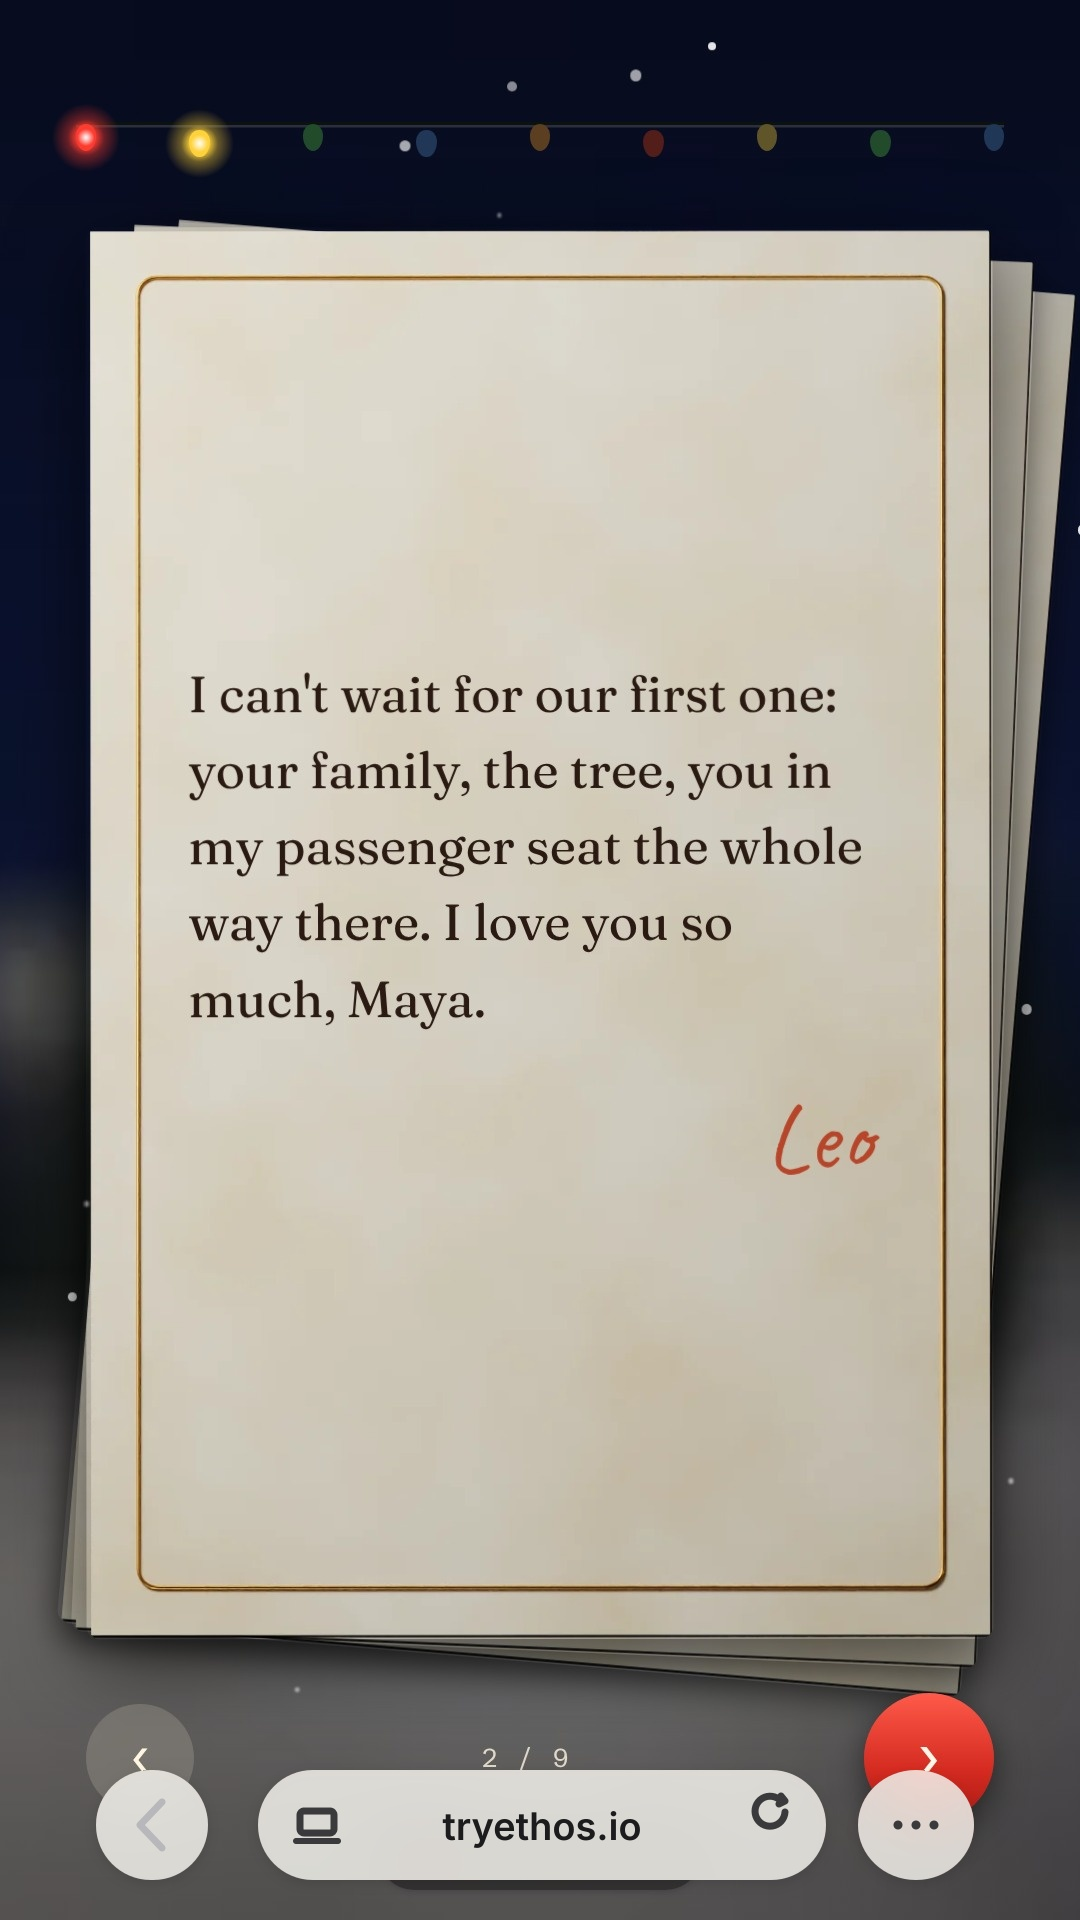 I can't wait for our first one:
your family, the tree, you in
my passenger seat the whole
way there. I love you so
much, Maya.
Leo
2 / 9
tryethos.io